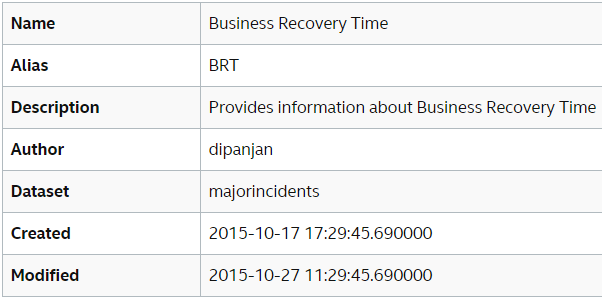 Name Business Recovery Time
Alias BRT
Description Provides information about Business Recovery Time
Author dipanjan
Dataset majorincidents
Created 2015-10-17 17:29:45.690000
Modified 2015-10-27 11:29:45.690000